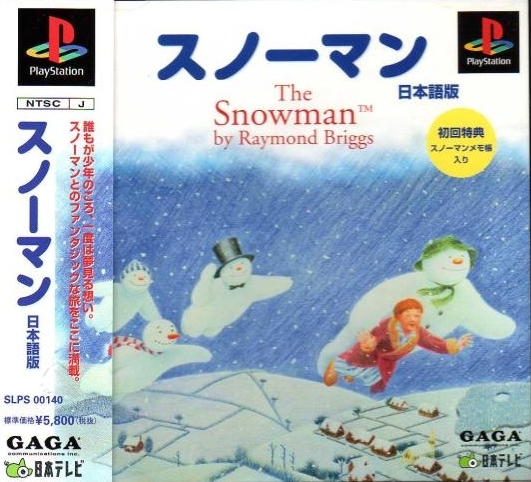 PlayStation
NTSC J
誰もが少年のころ、一度は夢見る想い。
スノーマンとのファンタジックな旅をここに満載。
スノーマン
日本語版
SLPS 00140
標準価格¥5,800(税抜)
GAGA
communications inc.
日本テレビ
スノーマン
日本語版
The
Snowman™
by Raymond Briggs
PlayStation
初回特典
スノーマンメモ帳
入り
GAGA
日本テレビ